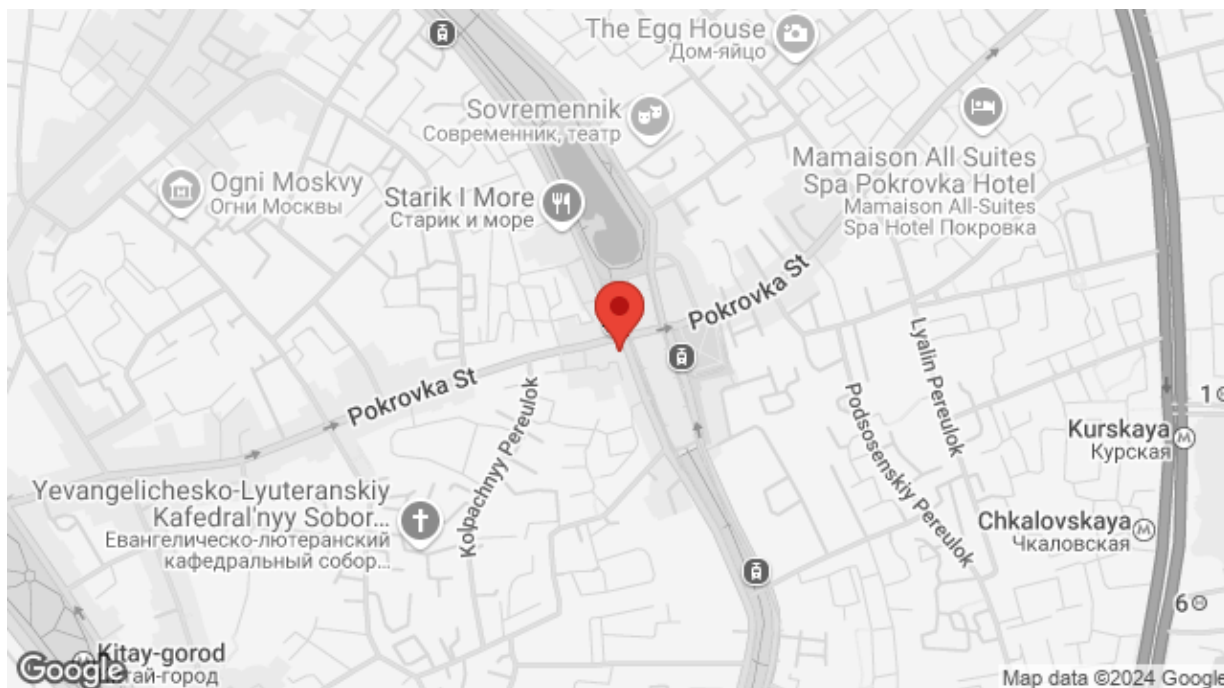 The Egg House
Дом-яйцо
Sovremennik
Современник, театр
Mamaison All Suites
Spa Pokrovka Hotel
Mamaison All-Suites
Spa Hotel Покровка
Ogni Moskvy
Огни Москвы
Starik I More
Старик и море
Pokrovka St
Pokrovka St
Kolpachnyy Pereulok
Lyalin Pereulok
Podsosenskiy Pereulok
1
Kurskaya
Курская
Yevangelichesko-Lyuteranskiy
Kafedral'nyy Sobor...
Евангелическо-лютеранский
кафедральный собор...
Chkalovskaya
Чкаловская
6
Kitay-gorod
Google
Map data ©2024 Google